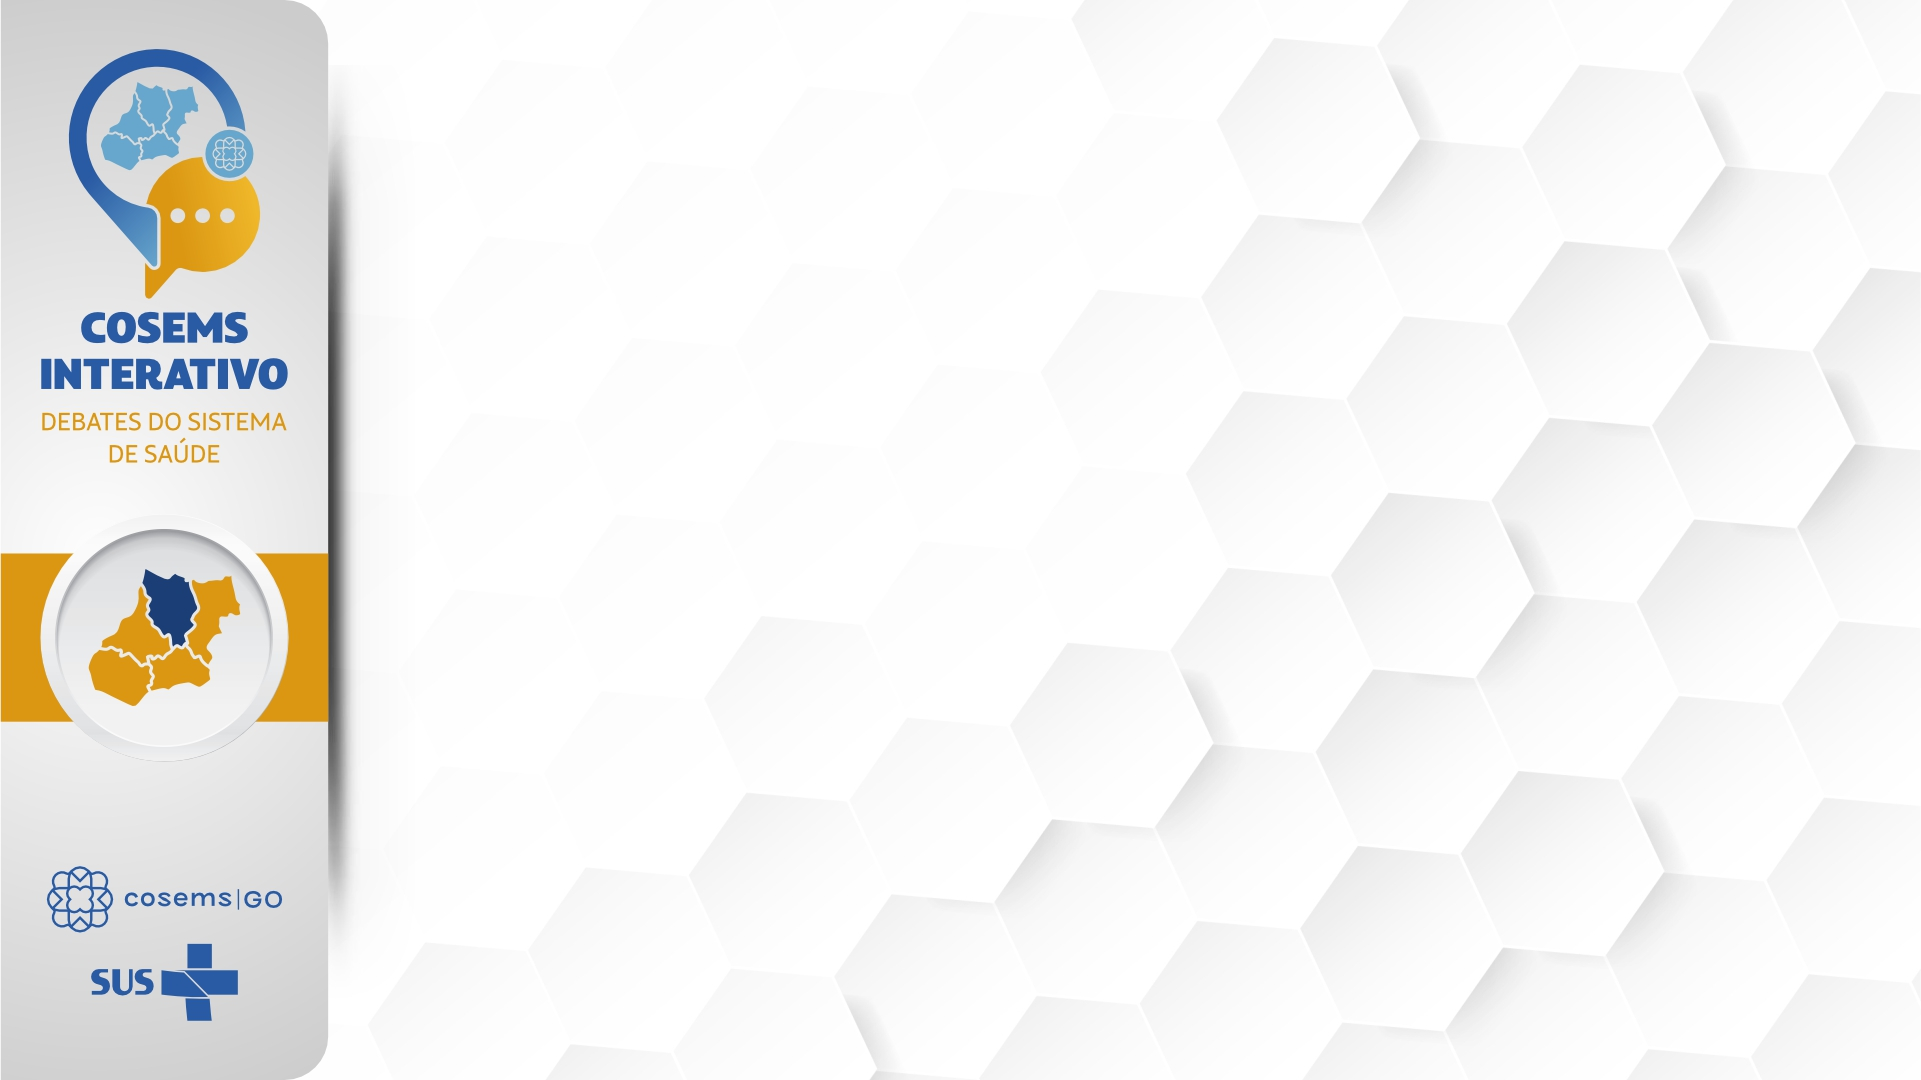 COSEMS
INTERATIVO
DEBATES DO SISTEMA
DE SAÚDE
cosems|GO
SUS